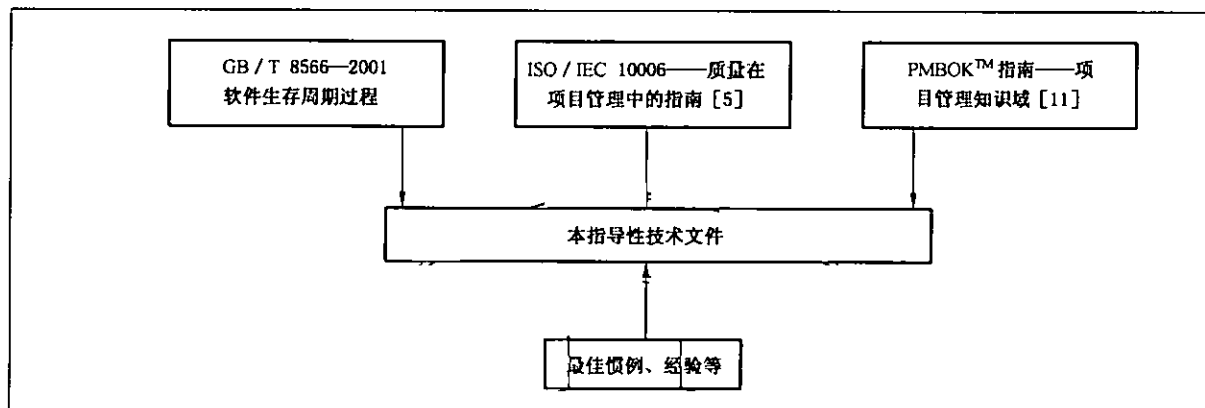 GB / T 8566—2001
软件生存周期过程
ISO / IEC 10006——质量在
项目管理中的指南 [5]
PMBOK™ 指南——项
目管理知识域 [11]
本指导性技术文件
最佳惯例、经验等